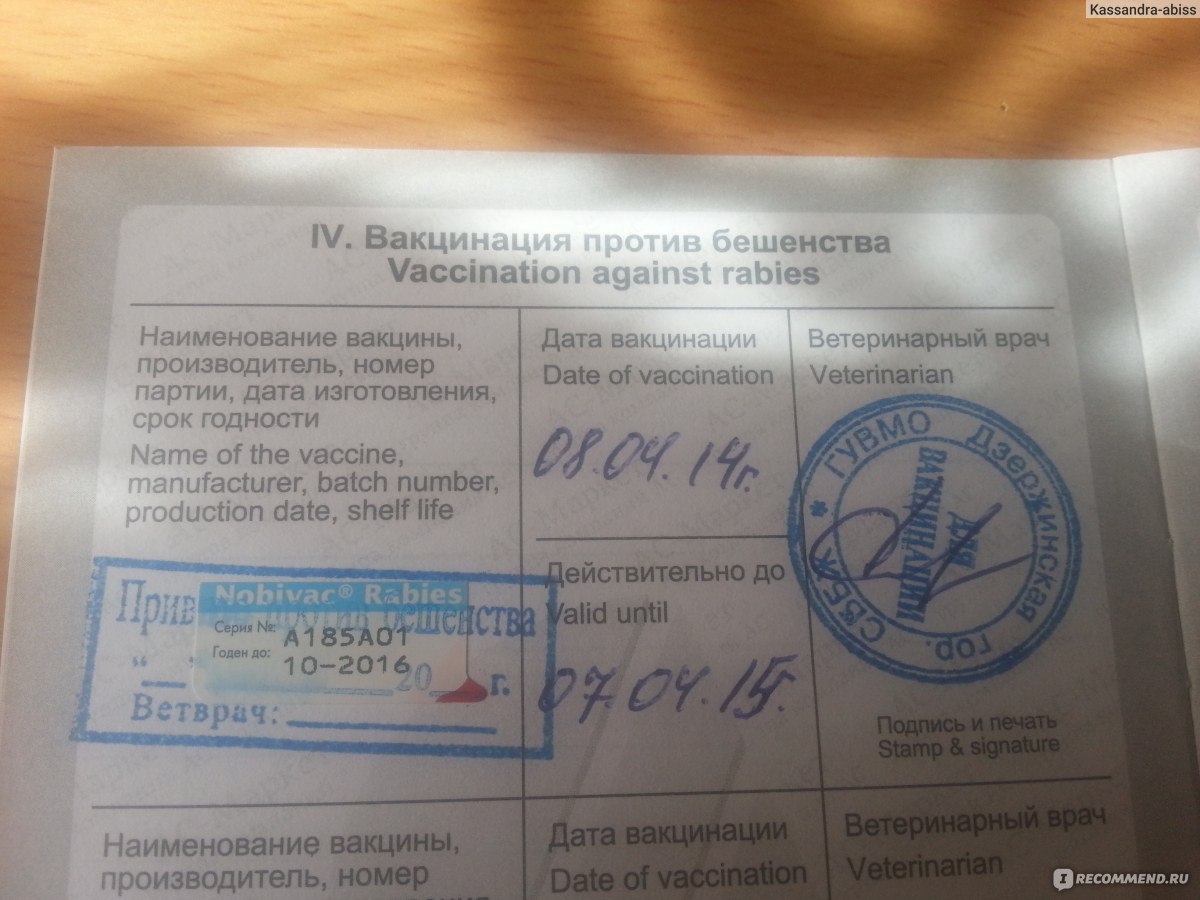 Kassandra-abiss
IV. Вакцинация против бешенства
Vaccination against rabies
Наименование вакцины,
производитель, номер
партии, дата изготовления,
срок годности
Name of the vaccine,
manufacturer, batch number,
production date, shelf life
Дата вакцинации
Date of vaccination
08.04.14г.
Действительно до
Valid until
07.04.15г.
Ветеринарный врач
Veterinarian
ГУВМО Дзержинская гор. СББЖ *
ДЛЯ
ВАКЦИНАЦИИ
Подпись и печать
Stamp & signature
Прив против бешенства
Nobivac® Rabies
Серия №: A185A01
Годен до: 10-2016
" 20 г.
Ветврач:
Наименование вакцины,
производитель, номер
Дата вакцинации
Date of vaccination
Ветеринарный врач
Veterinarian
IRECOMMEND.RU